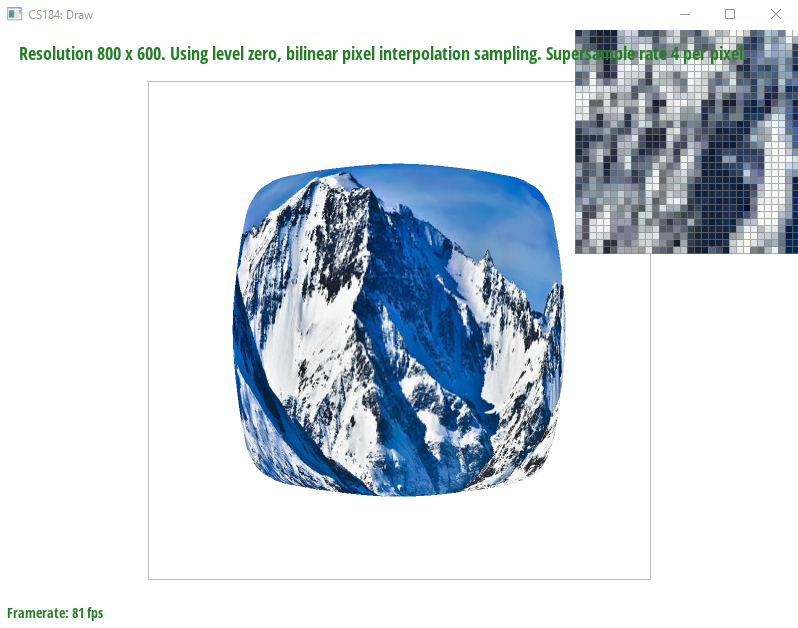 CS184: Draw
Resolution 800 x 600. Using level zero, bilinear pixel interpolation sampling. Supersample rate 4 per pixel.
Framerate: 81 fps